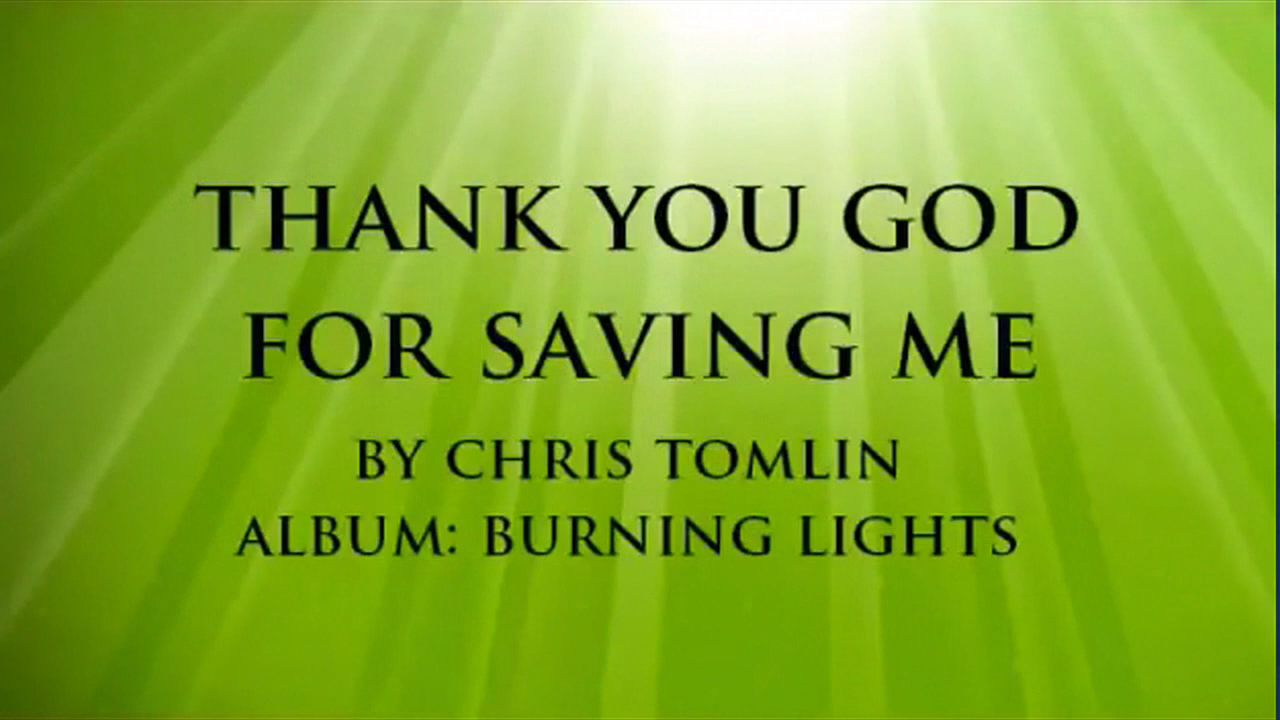 THANK YOU GOD
FOR SAVING ME
BY CHRIS TOMLIN
ALBUM: BURNING LIGHTS